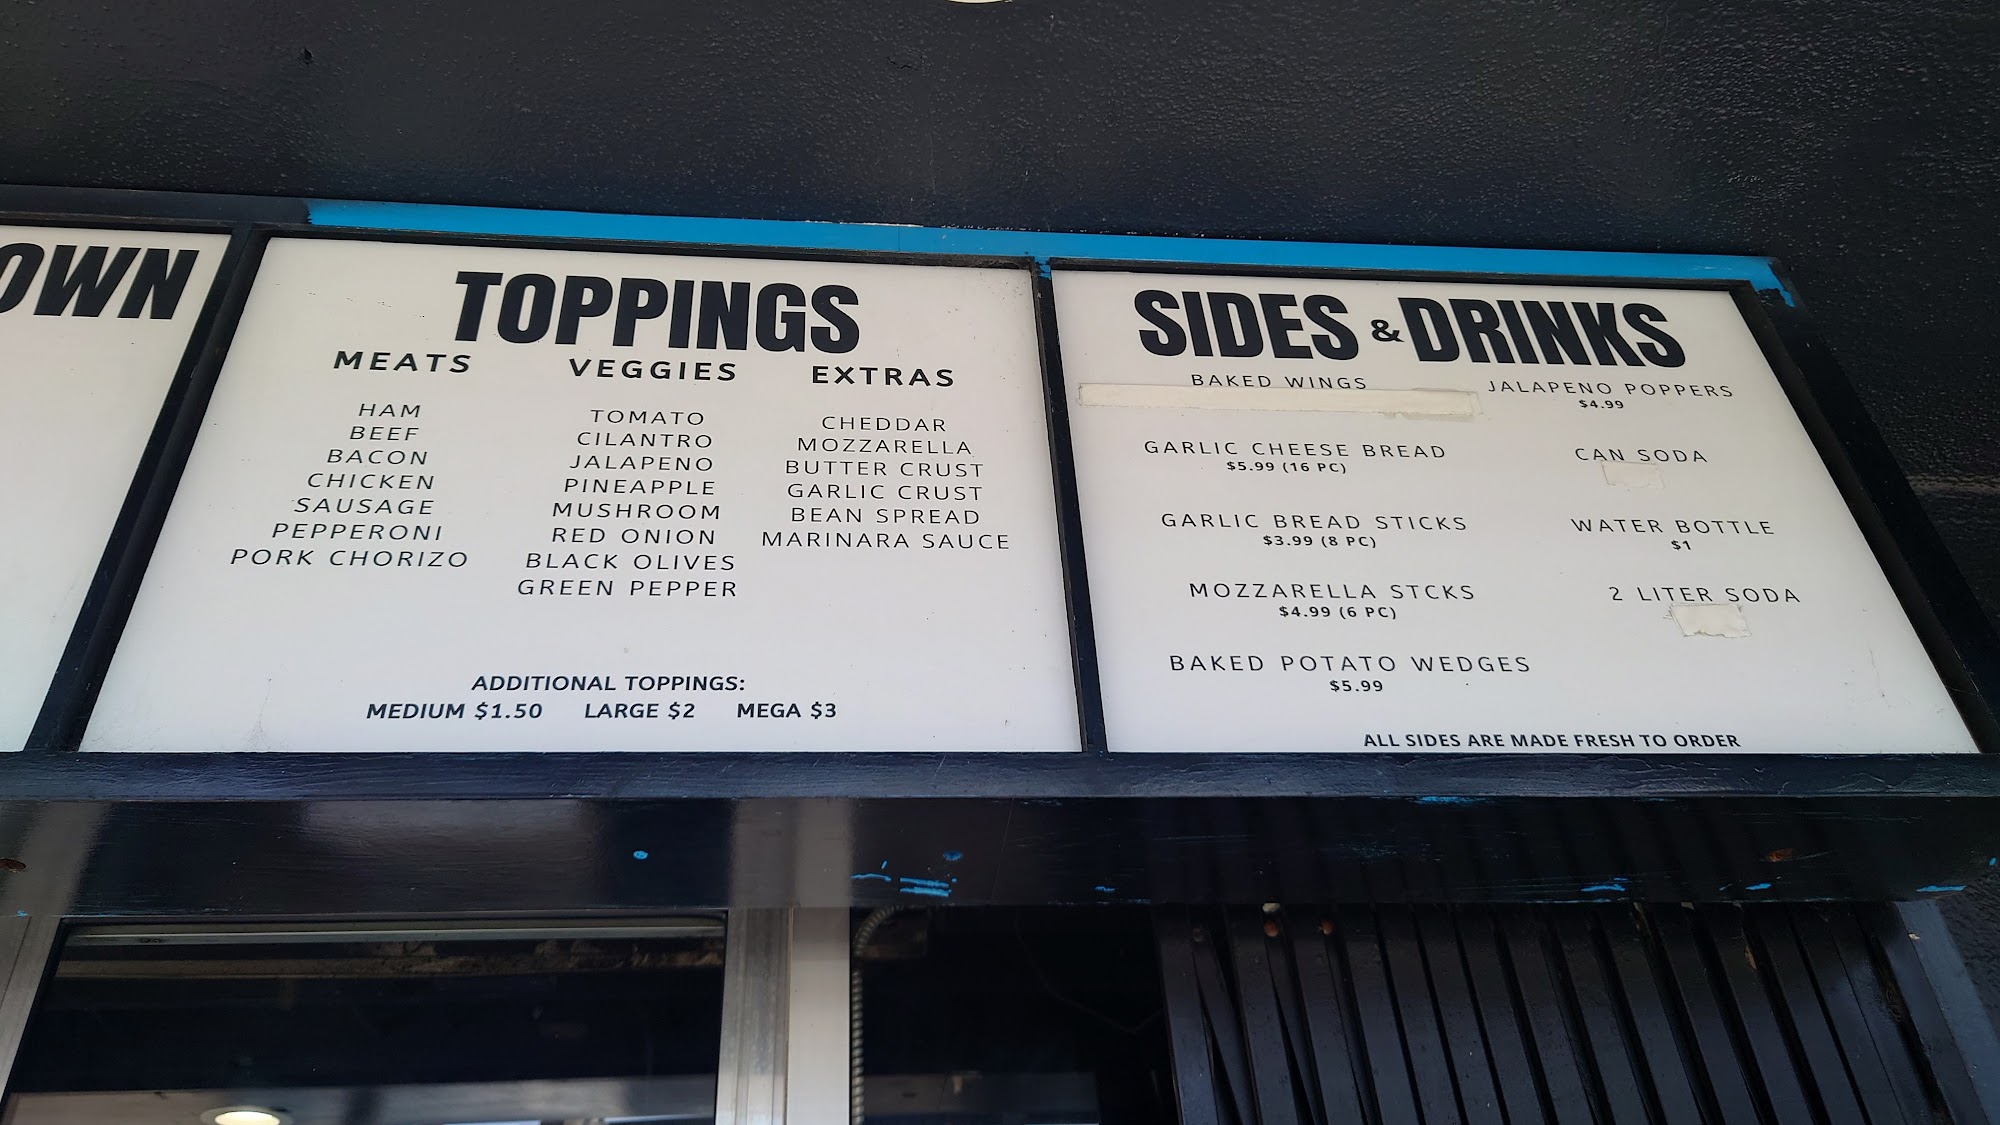 OWN
TOPPINGS
MEATS
HAM
BEEF
BACON
CHICKEN
SAUSAGE
PEPPERONI
PORK CHORIZO
VEGGIES
TOMATO
CILANTRO
JALAPENO
PINEAPPLE
MUSHROOM
RED ONION
BLACK OLIVES
GREEN PEPPER
EXTRAS
CHEDDAR
MOZZARELLA
BUTTER CRUST
GARLIC CRUST
BEAN SPREAD
MARINARA SAUCE
ADDITIONAL TOPPINGS:
MEDIUM $1.50 LARGE $2 MEGA $3
SIDES & DRINKS
BAKED WINGS
GARLIC CHEESE BREAD
$5.99 (16 PC)
GARLIC BREAD STICKS
$3.99 (8 PC)
MOZZARELLA STCKS
$4.99 (6 PC)
BAKED POTATO WEDGES
$5.99
JALAPENO POPPERS
$4.99
CAN SODA
WATER BOTTLE
$1
2 LITER SODA
ALL SIDES ARE MADE FRESH TO ORDER